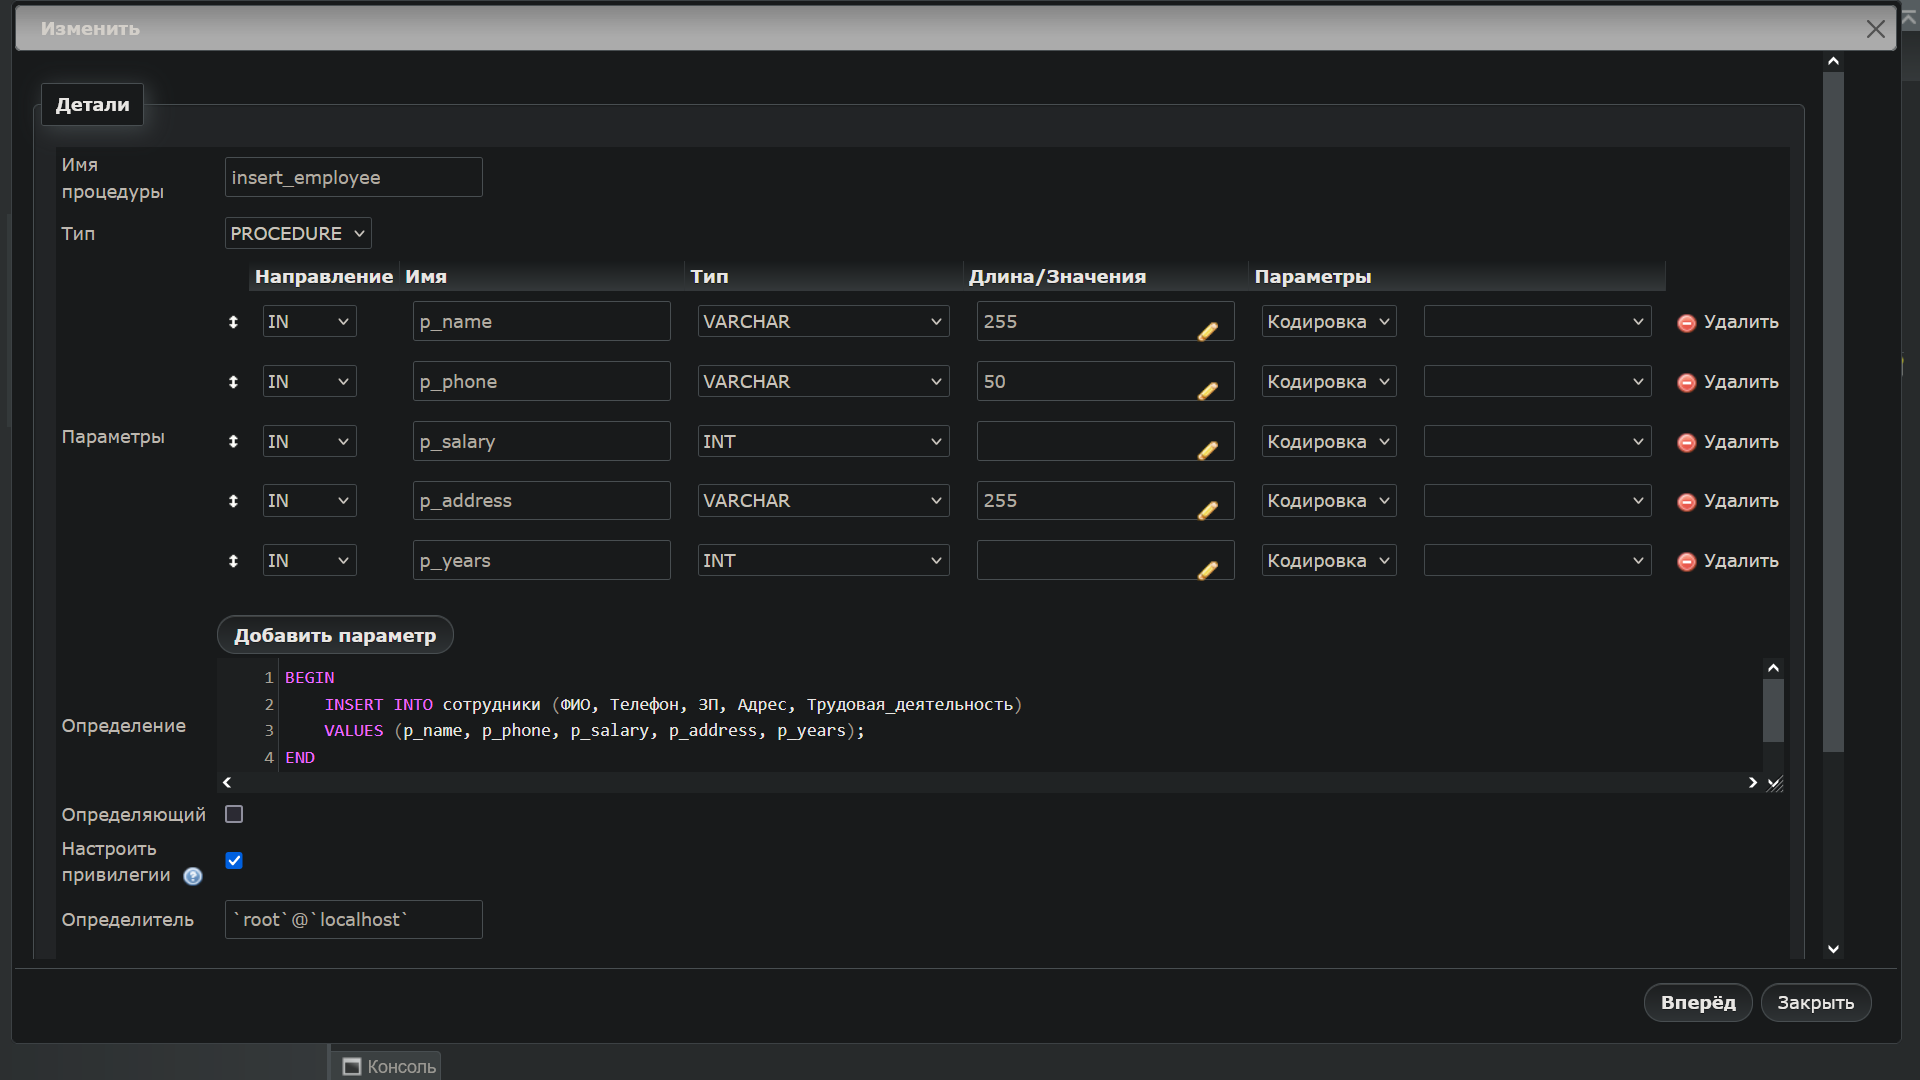 Изменить
Детали
Имя процедуры
insert_employee
Тип
PROCEDURE
Направление Имя Тип Длина/Значения Параметры
IN p_name VARCHAR 255 Кодировка Удалить
IN p_phone VARCHAR 50 Кодировка Удалить
Параметры
IN p_salary INT Кодировка Удалить
IN p_address VARCHAR 255 Кодировка Удалить
IN p_years INT Кодировка Удалить
Добавить параметр
Определение
1 BEGIN
2 INSERT INTO сотрудники (ФИО, Телефон, ЗП, Адрес, Трудовая_деятельность)
3 VALUES (p_name, p_phone, p_salary, p_address, p_years);
4 END
Определяющий
Настроить
привилегии
Определитель
`root`@`localhost`
Вперёд Закрыть
Консоль